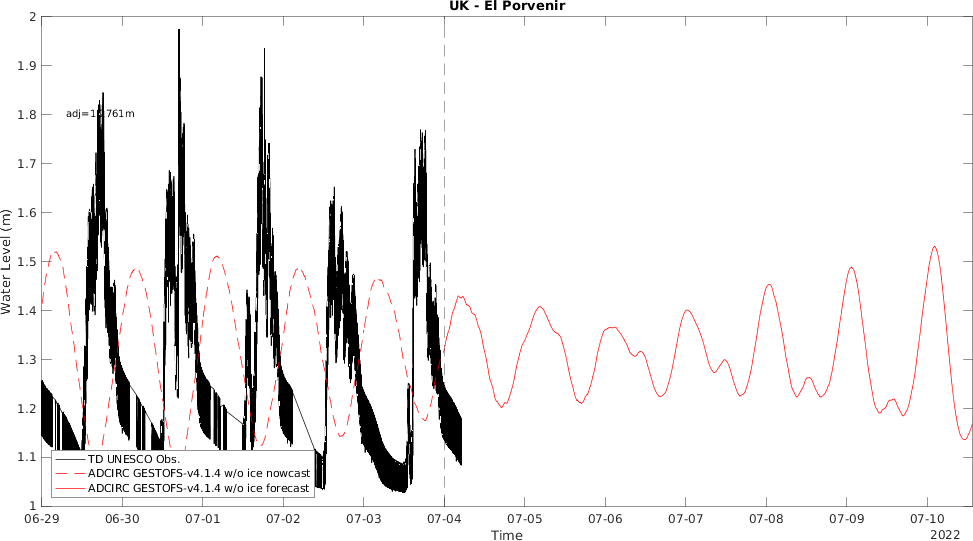 UK - El Porvenir
2
1.9
1.8
1.7
1.6
1.5
1.4
1.3
1.2
1.1
1
Water Level (m)
TD UNESCO Obs.
ADCIRC GESTOFS-v4.1.4 w/o ice nowcast
ADCIRC GESTOFS-v4.1.4 w/o ice forecast
06-29 06-30 07-01 07-02 07-03 07-04 07-05 07-06 07-07 07-08 07-09 07-10
Time
2022